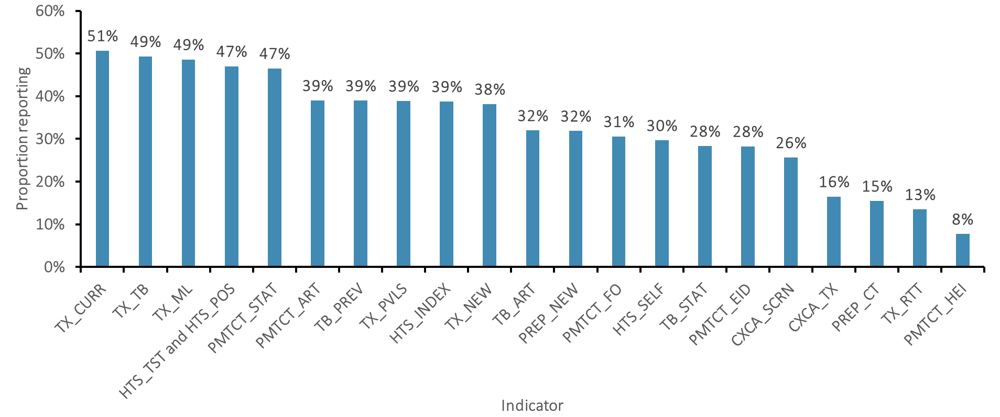 60%
50%
40%
30%
20%
10%
0%
Proportion reporting
51%
49%
49%
47%
47%
39%
39%
39%
39%
38%
32%
32%
31%
30%
28%
28%
26%
16%
15%
13%
8%
TX_CURR
TX_TB
TX_ML
HTS_TST and HTS_POS
PMTCT_STAT
PMTCT_ART
TB_PREV
TX_PVLS
HTS_INDEX
TX_NEW
TB_ART
PREP_NEW
PMTCT_FO
HTS_SELF
TB_STAT
PMTCT_EID
CXCA_SCRN
CXCA_TX
PREP_CT
TX_RTT
PMTCT_HEI
Indicator